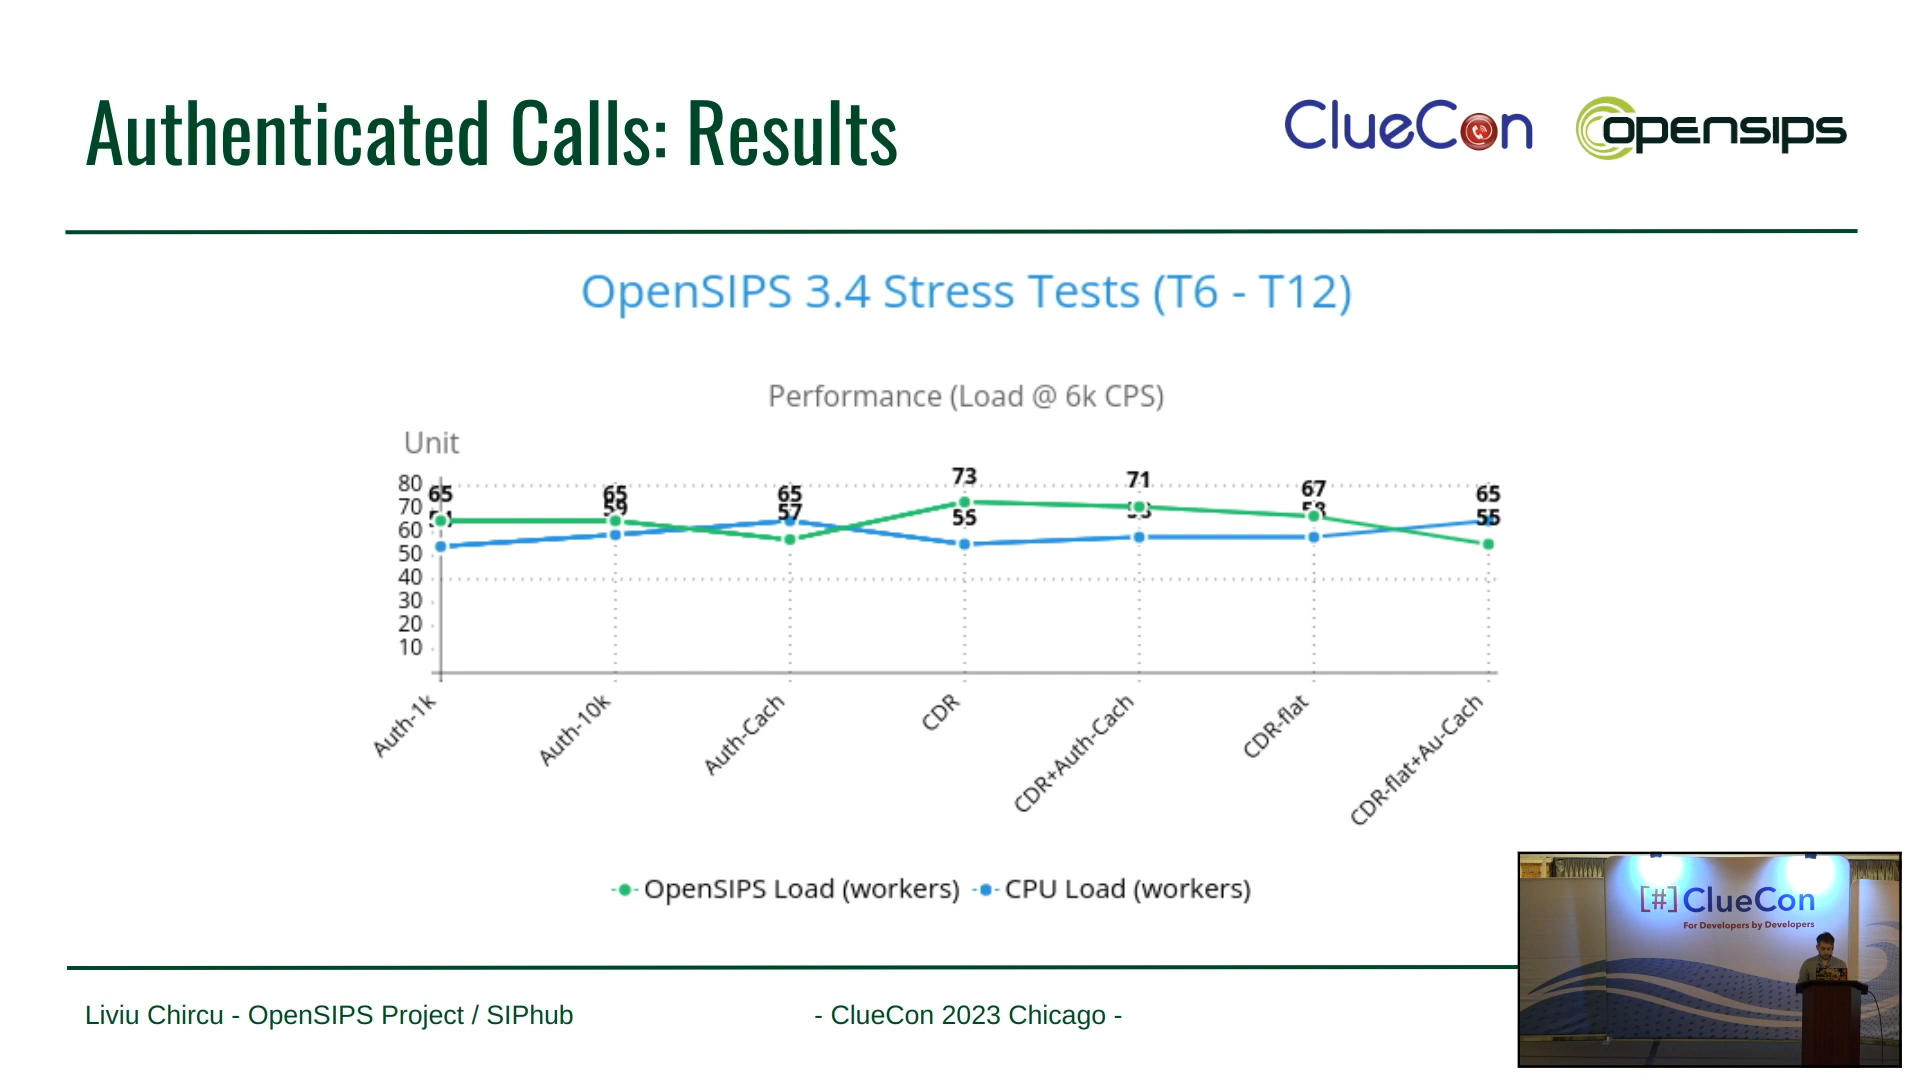 Authenticated Calls: Results
ClueCon
opensips
OpenSIPS 3.4 Stress Tests (T6 - T12)
Performance (Load @ 6k CPS)
Unit
80
70
60
50
40
30
20
10
65
65
59
65
57
73
55
71
67
65
55
Auth-1k
Auth-10k
Auth-Cach
CDR
CDR+Auth-Cach
CDR-flat
CDR-flat+Au-Cach
OpenSIPS Load (workers)
CPU Load (workers)
[#] ClueCon
For Developers by Developers
Liviu Chircu - OpenSIPS Project / SIPhub
- ClueCon 2023 Chicago -